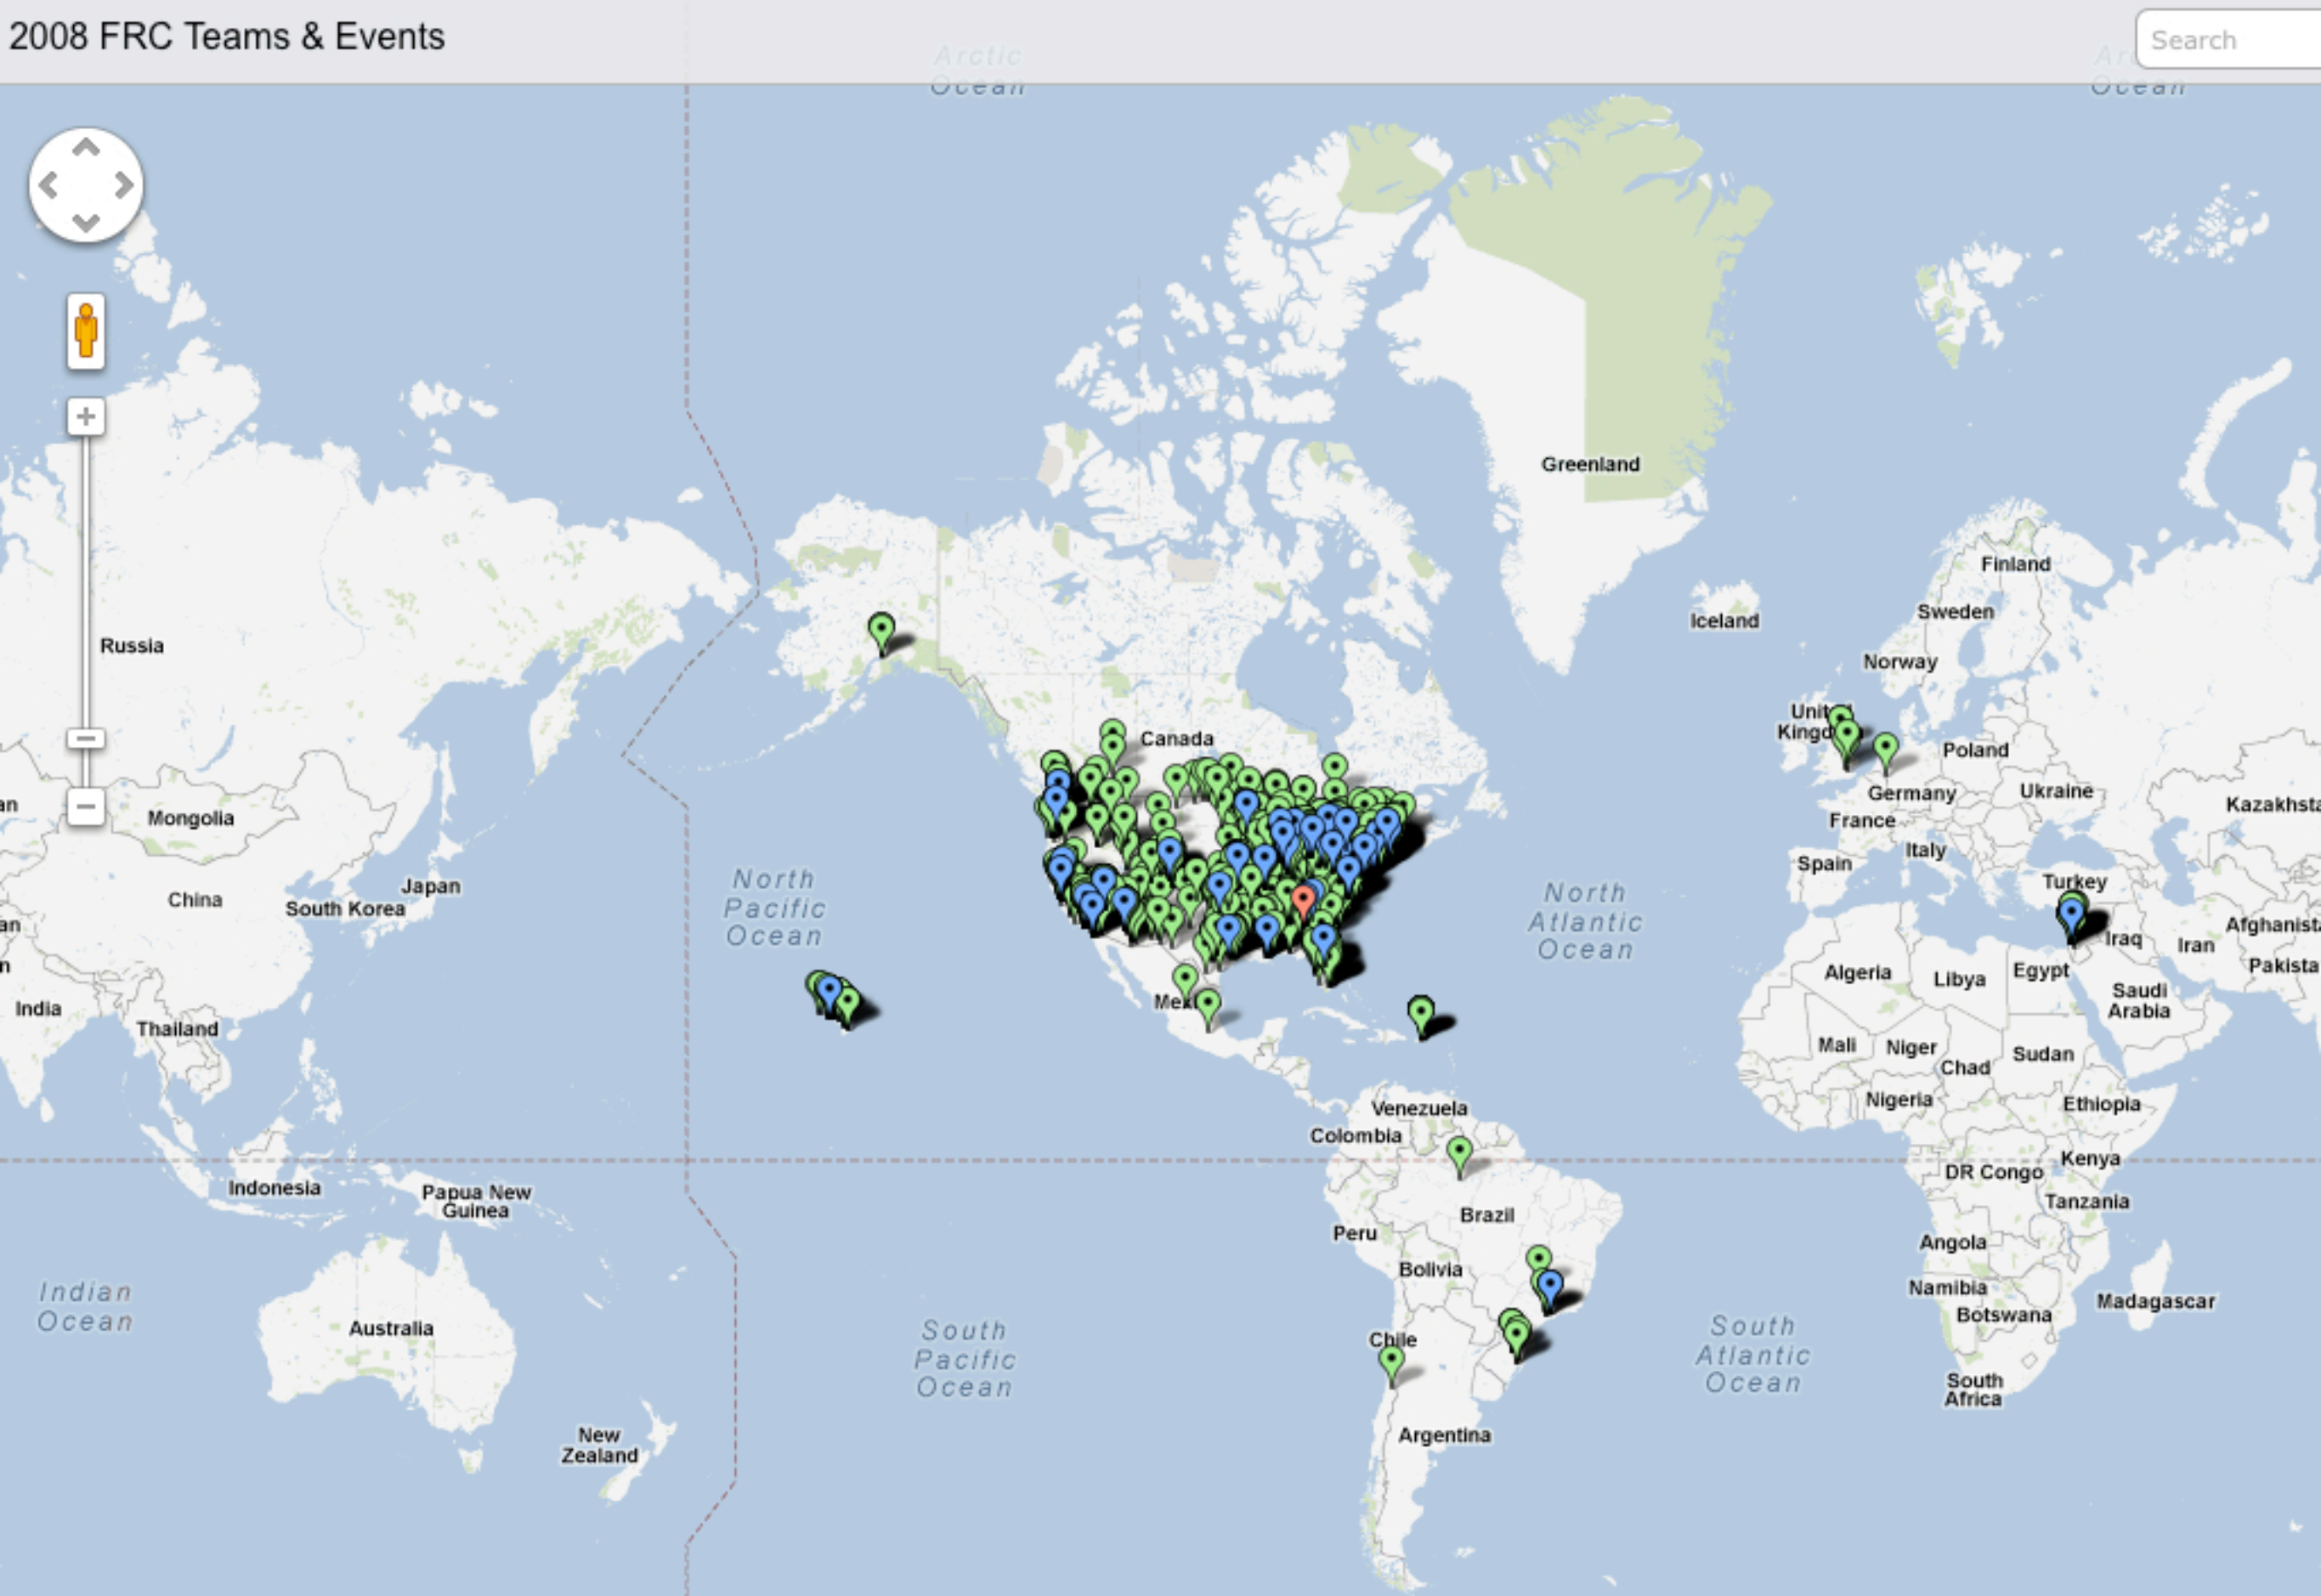 2008 FRC Teams & Events
Search
Arctic
Ocean
Ocean
Greenland
Finland
Sweden
Iceland
Norway
Russia
Canada
Poland
Germany
Ukraine
France
Italy
Spain
Turkey
Mongolia
China
Japan
South Korea
North
Pacific
Ocean
North
Atlantic
Ocean
Iraq
Iran
Algeria
Libya
Egypt
Saudi
Arabia
India
Thailand
Mali
Niger
Chad
Sudan
Nigeria
Ethiopia
Venezuela
Colombia
DR Congo
Kenya
Tanzania
Indonesia
Papua New
Guinea
Brazil
Peru
Bolivia
Angola
Namibia
Botswana
Madagascar
Indian
Ocean
Australia
South
Pacific
Ocean
Chile
South
Atlantic
Ocean
South
Africa
New
Zealand
Argentina